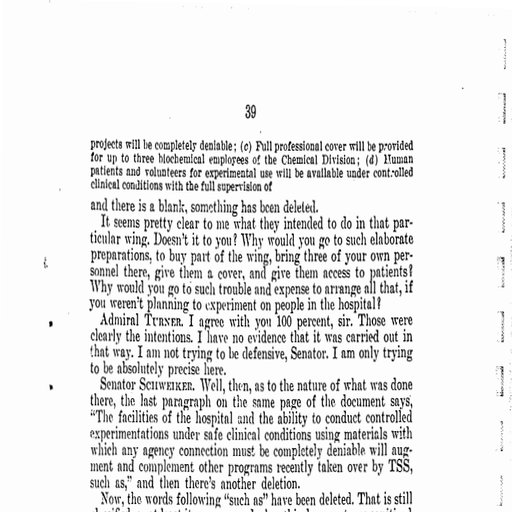 39
projects will be completely deniable; (c) Full professional cover will be provided
for up to three biochemical employees of the Chemical Division; (d) Human
patients and volunteers for experimental use will be available under controlled
clinical conditions with the full supervision of
and there is a blank, something has been deleted.
It seems pretty clear to me what they intended to do in that par-
ticular wing. Doesn't it to you? Why would you go to such elaborate
preparations, to buy part of the wing, bring three of your own per-
sonnel there, give them a cover, and give them access to patients?
Why would you go to such trouble and expense to arrange all that, if
you weren't planning to experiment on people in the hospital?
Admiral TURNER. I agree with you 100 percent, sir. Those were
clearly the intentions. I have no evidence that it was carried out in
that way. I am not trying to be defensive, Senator. I am only trying
to be absolutely precise here.
Senator SCHWEIKER. Well, then, as to the nature of what was done
there, the last paragraph on the same page of the document says,
"The facilities of the hospital and the ability to conduct controlled
experimentations under safe clinical conditions using materials with
which any agency connection must be completely deniable will aug-
ment and complement other programs recently taken over by TSS,
such as," and then there's another deletion.
Now, the words following "such as" have been deleted. That is still